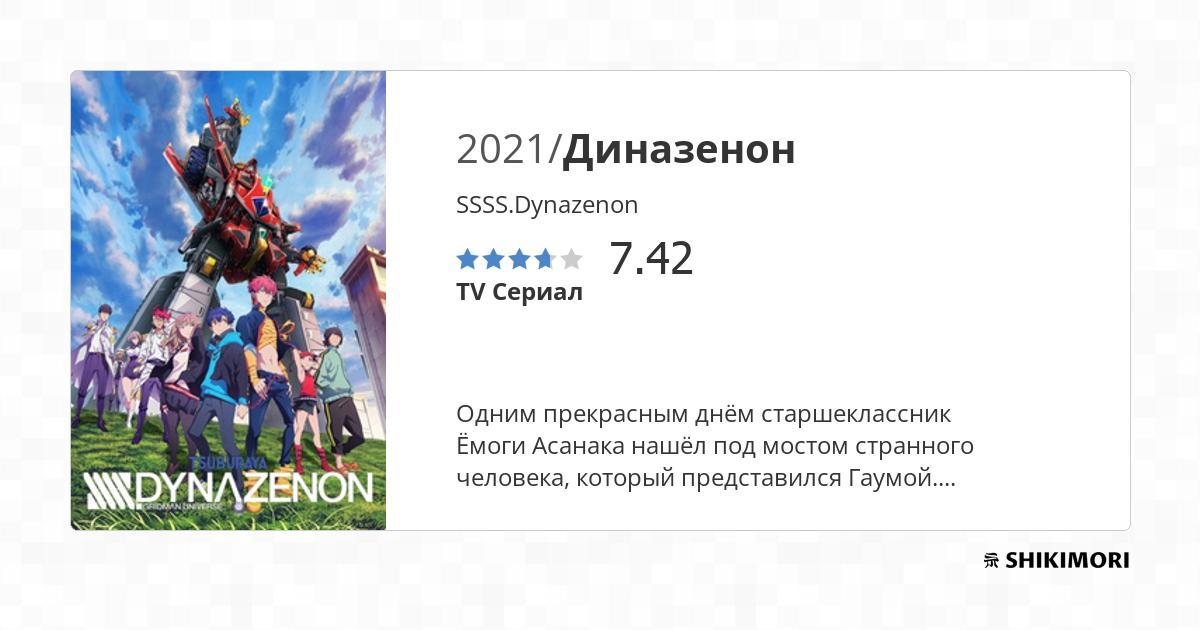 2021/Диназенон
SSSS.Dynazenon
7.42
TV Сериал
Одним прекрасным днём старшеклассник
Ёмоги Асанака нашёл под мостом странного
человека, который представился Гаумой....
TSUBURAYA
DYNAZENON
GRIDMAN UNIVERSE
SHIKIMORI